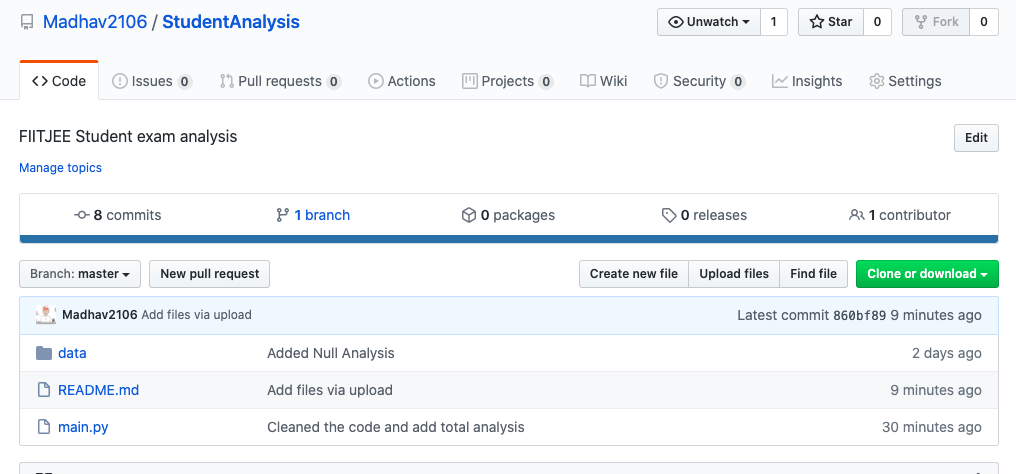 Madhav2106 / StudentAnalysis
Unwatch 1 Star 0 Fork 0
Code Issues 0 Pull requests 0 Actions Projects 0 Wiki Security 0 Insights Settings
FIITJEE Student exam analysis
Edit
Manage topics
8 commits 1 branch 0 packages 0 releases 1 contributor
Branch: master New pull request Create new file Upload files Find file Clone or download
Madhav2106 Add files via upload Latest commit 860bf89 9 minutes ago
data Added Null Analysis 2 days ago
README.md Add files via upload 9 minutes ago
main.py Cleaned the code and add total analysis 30 minutes ago